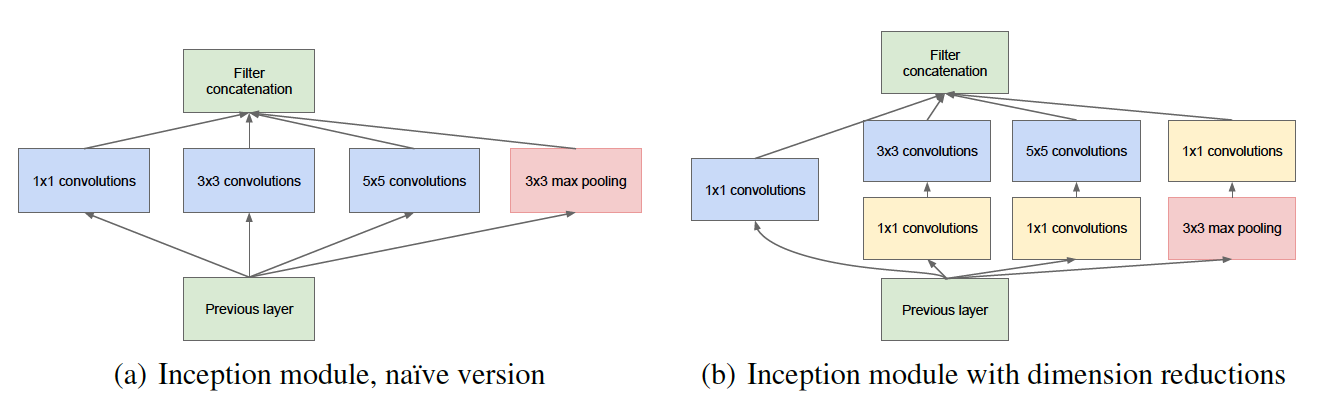 Filter
concatenation
1x1 convolutions
3x3 convolutions
5x5 convolutions
3x3 max pooling
Previous layer
(a) Inception module, naïve version
Filter
concatenation
3x3 convolutions
5x5 convolutions
1x1 convolutions
1x1 convolutions
1x1 convolutions
1x1 convolutions
3x3 max pooling
Previous layer
(b) Inception module with dimension reductions